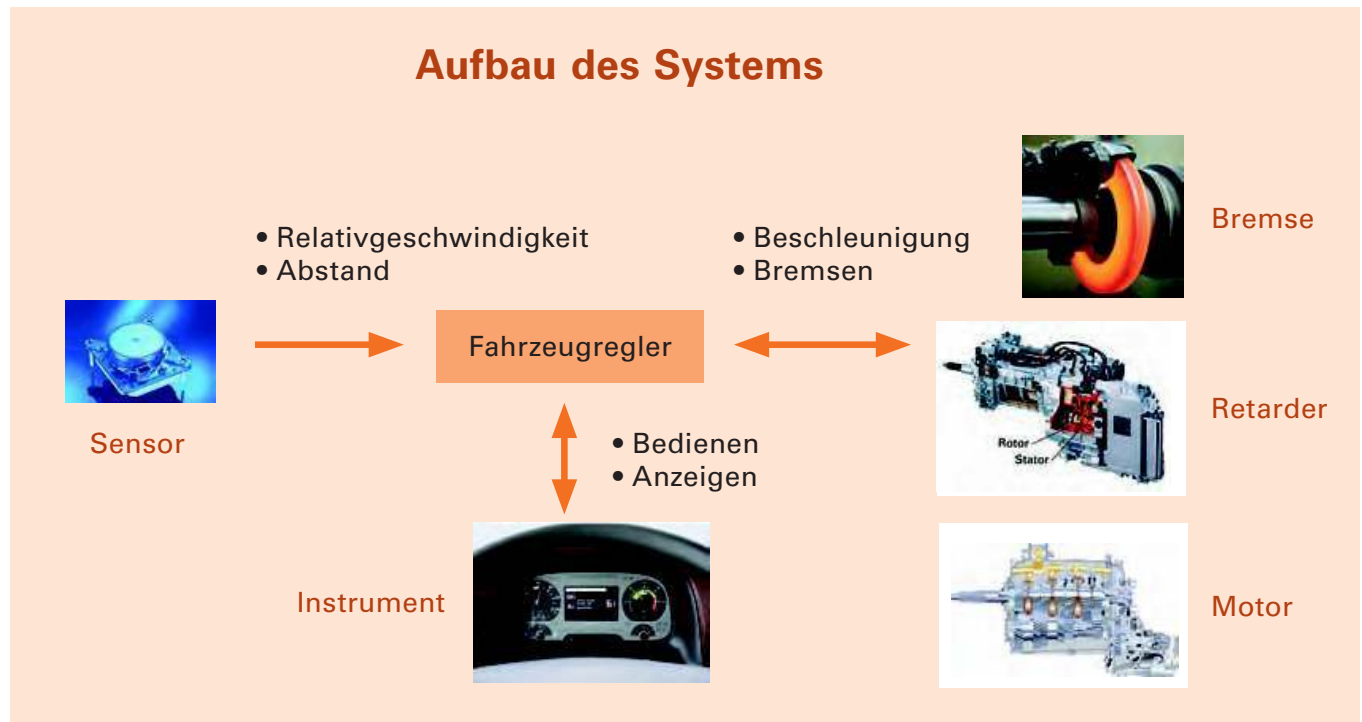 Aufbau des Systems
• Relativgeschwindigkeit
• Abstand
• Beschleunigung
• Bremsen
Bremse
Sensor
Fahrzeugregler
Rotor
Stator
Retarder
• Bedienen
• Anzeigen
Instrument
Motor